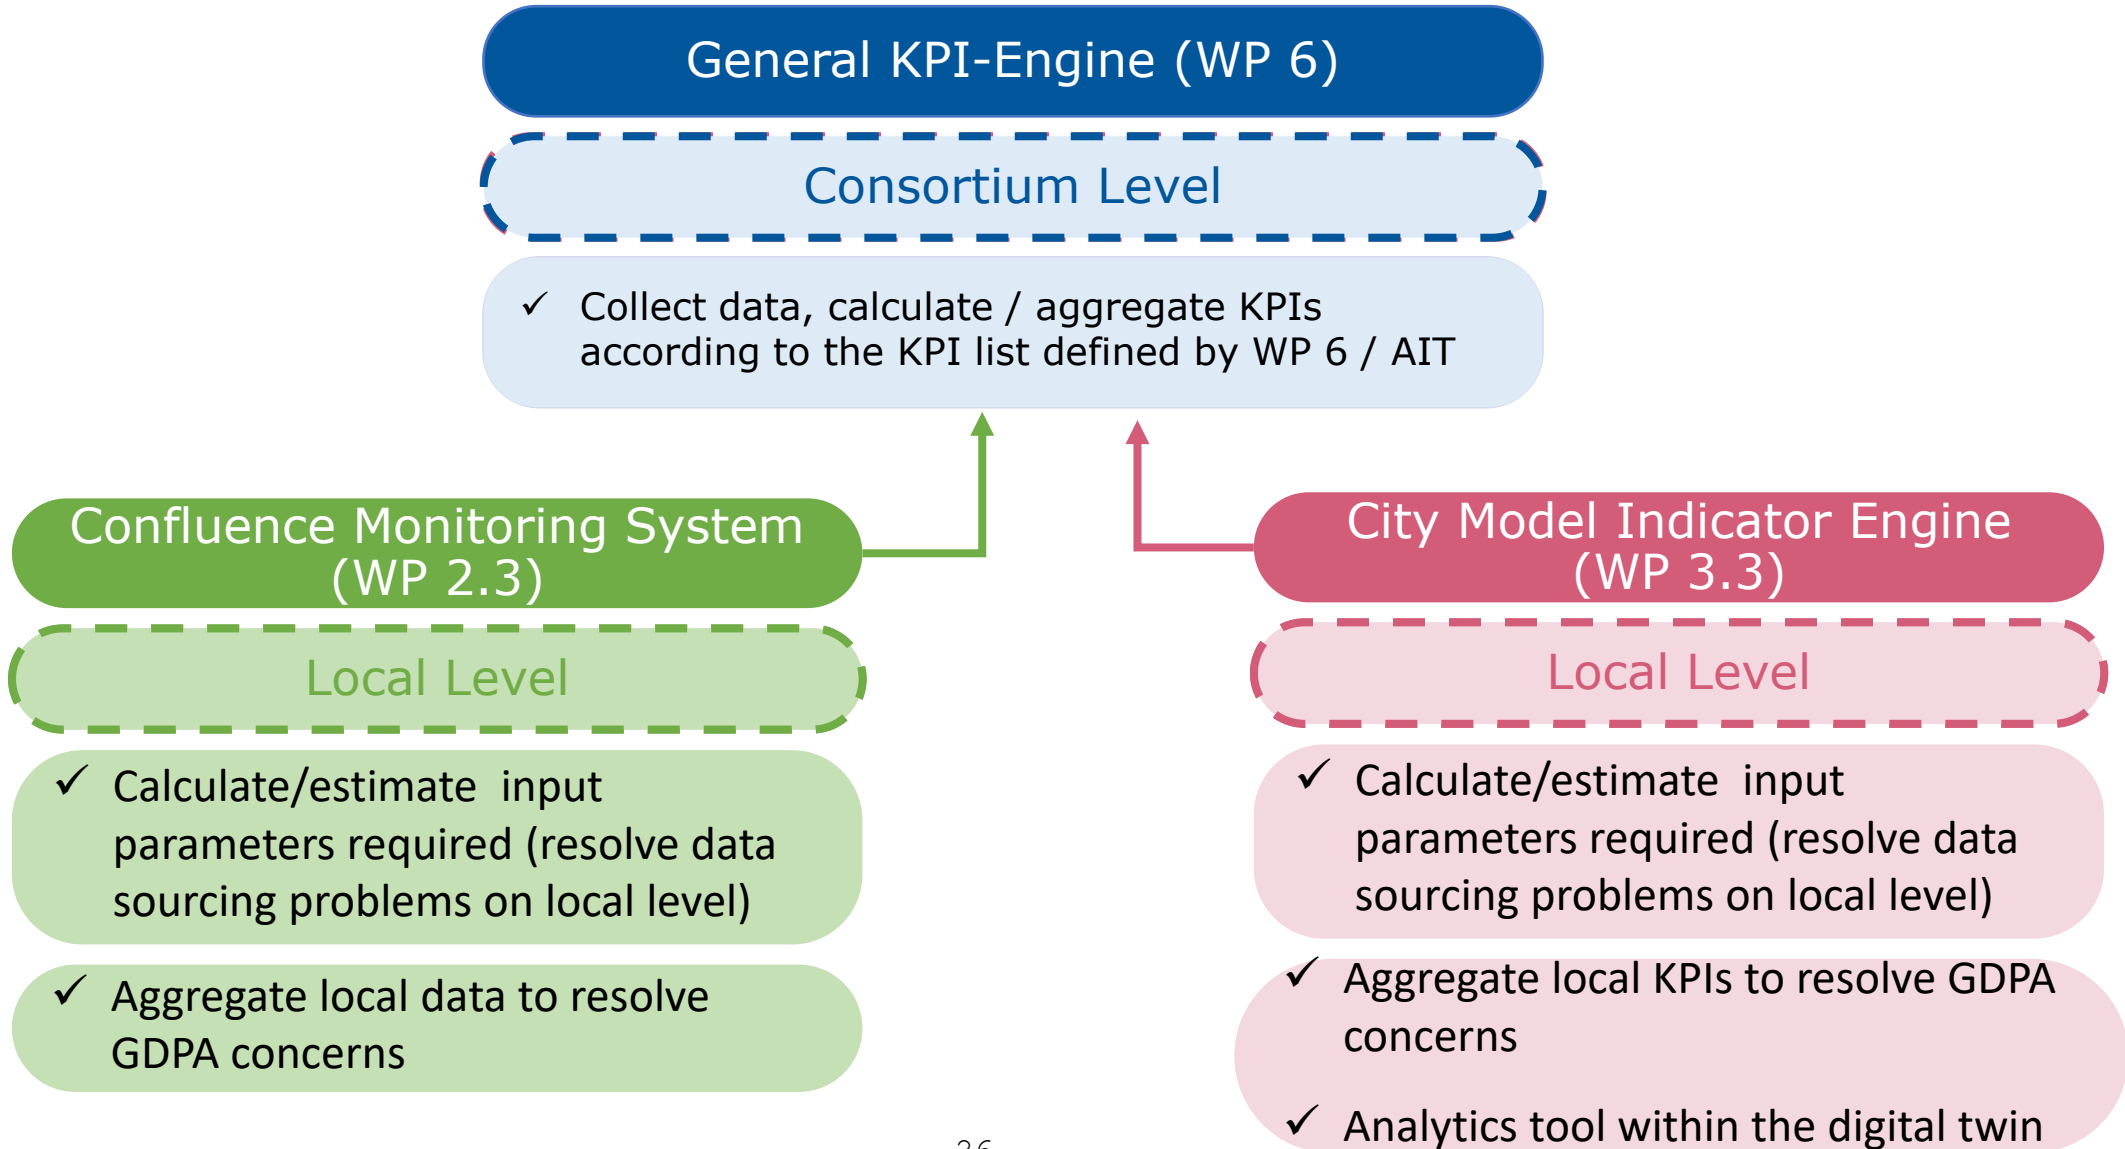 General KPI-Engine (WP 6)
Consortium Level
✓ Collect data, calculate / aggregate KPIs
according to the KPI list defined by WP 6 / AIT
Confluence Monitoring System
(WP 2.3)
Local Level
✓ Calculate/estimate input
parameters required (resolve data
sourcing problems on local level)
✓ Aggregate local data to resolve
GDPA concerns
City Model Indicator Engine
(WP 3.3)
Local Level
✓ Calculate/estimate input
parameters required (resolve data
sourcing problems on local level)
✓ Aggregate local KPIs to resolve GDPA
concerns
✓ Analytics tool within the digital twin